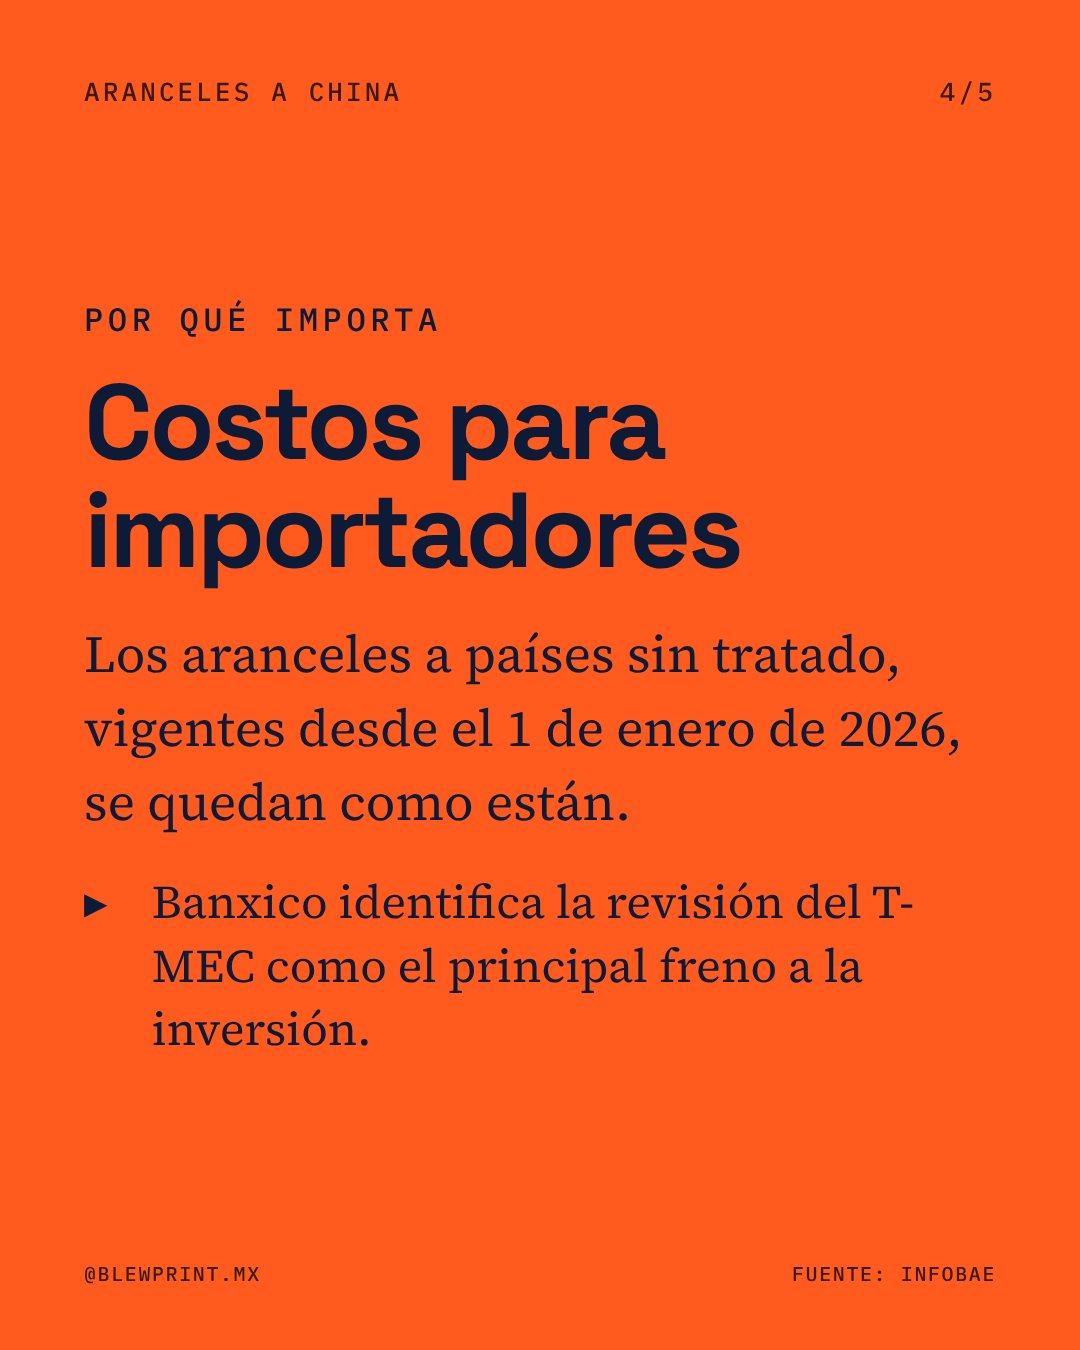 ARANCELES A CHINA
4/5
POR QUÉ IMPORTA
Costos para
importadores
Los aranceles a países sin tratado,
vigentes desde el 1 de enero de 2026,
se quedan como están.
▶ Banxico identifica la revisión del T-
MEC como el principal freno a la
inversión.
@BLEWPRINT.MX
FUENTE: INFOBAE